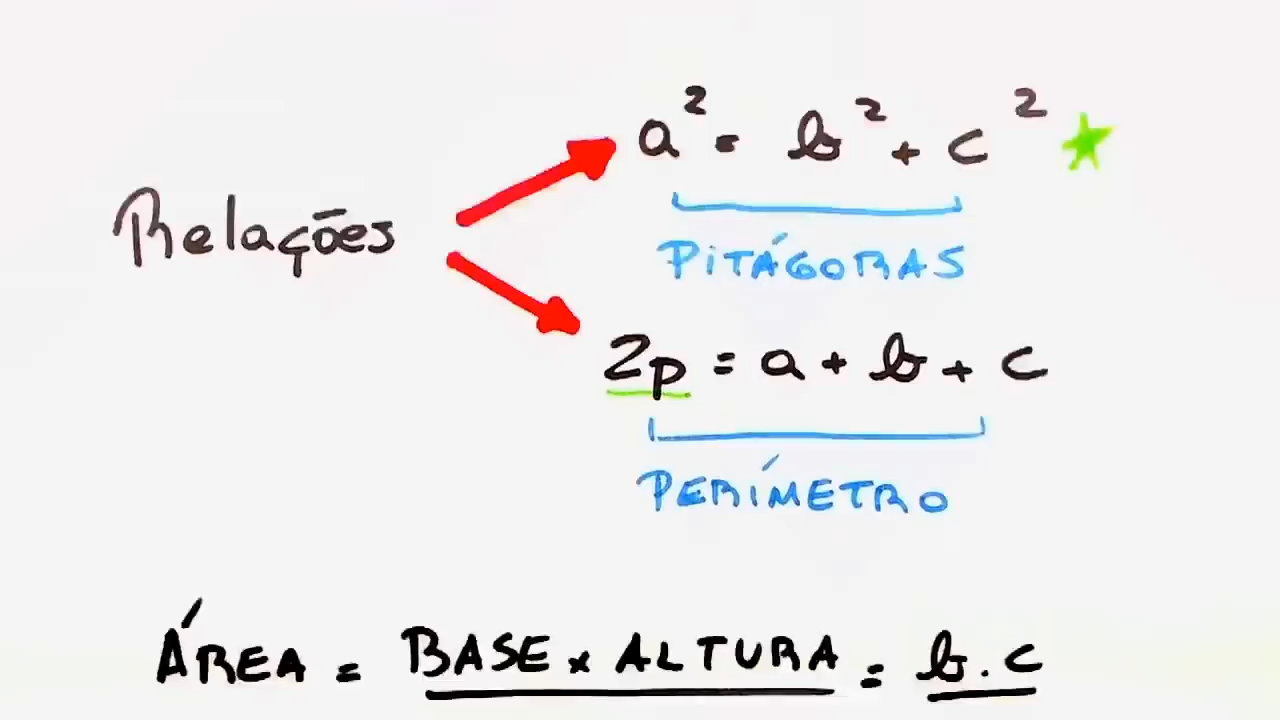 Relações
a² = b² + c²
PITÁGORAS
2p = a + b + c
PERÍMETRO
ÁREA = BASE x ALTURA = b . c